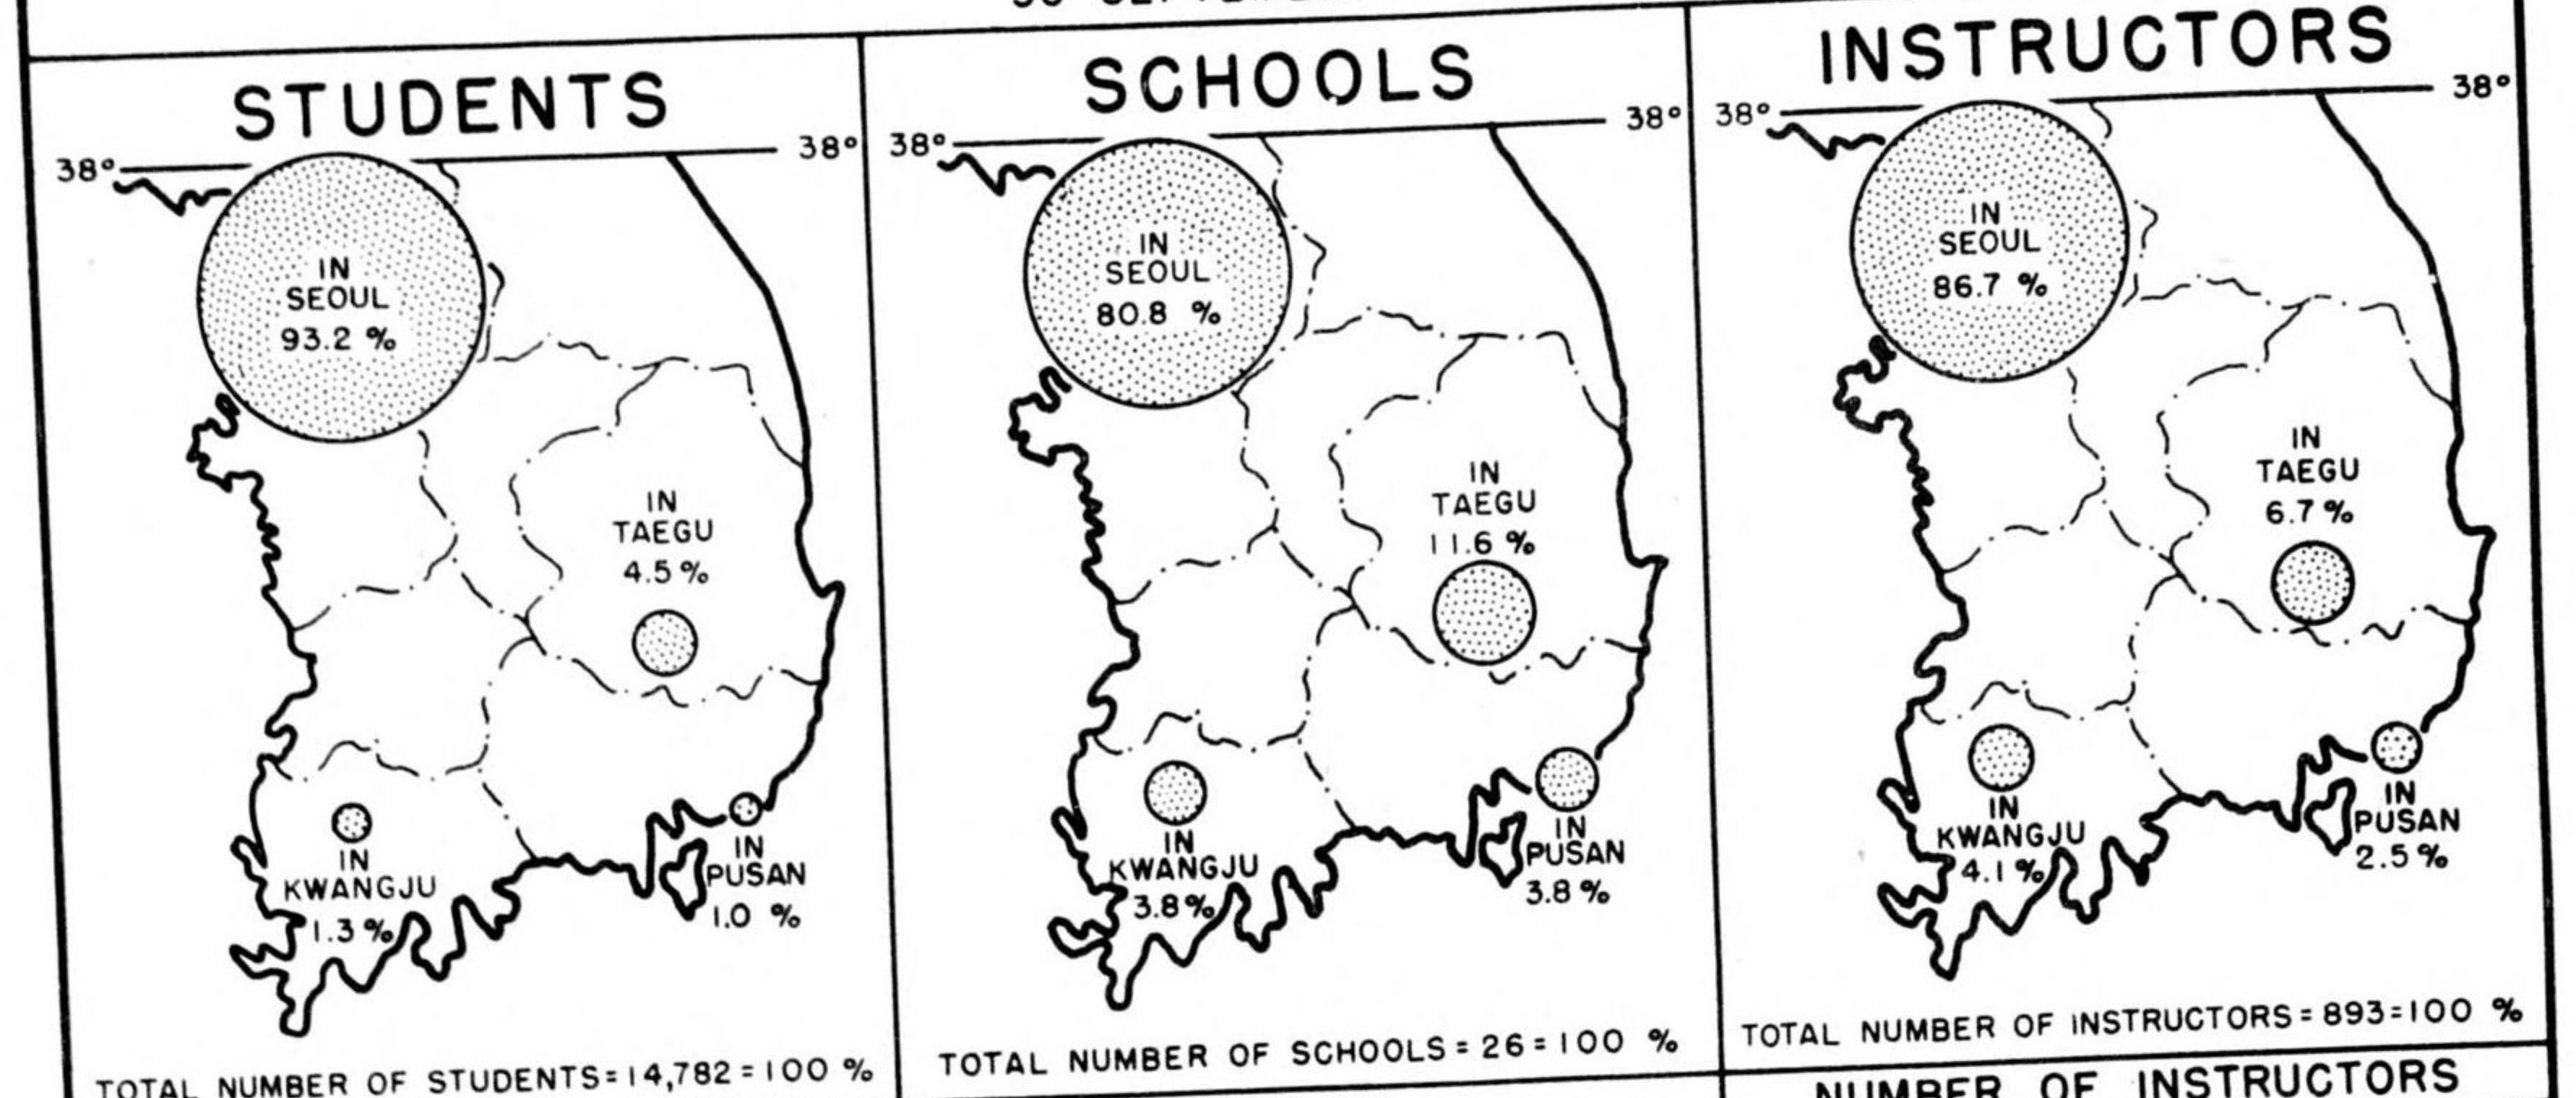 STUDENTS
38°
38°
IN
SEOUL
93.2 %
IN
TAEGU
4.5 %
IN
KWANGJU
1.3 %
IN
PUSAN
1.0 %
TOTAL NUMBER OF STUDENTS=14,782=100 %
SCHOOLS
38°
38°
IN
SEOUL
80.8 %
IN
TAEGU
11.6 %
IN
KWANGJU
3.8 %
IN
PUSAN
3.8 %
TOTAL NUMBER OF SCHOOLS=26=100 %
INSTRUCTORS
38°
38°
IN
SEOUL
86.7 %
IN
TAEGU
6.7 %
IN
KWANGJU
4.1 %
IN
PUSAN
2.5 %
TOTAL NUMBER OF INSTRUCTORS=893=100 %
NUMBER OF INSTRUCTORS